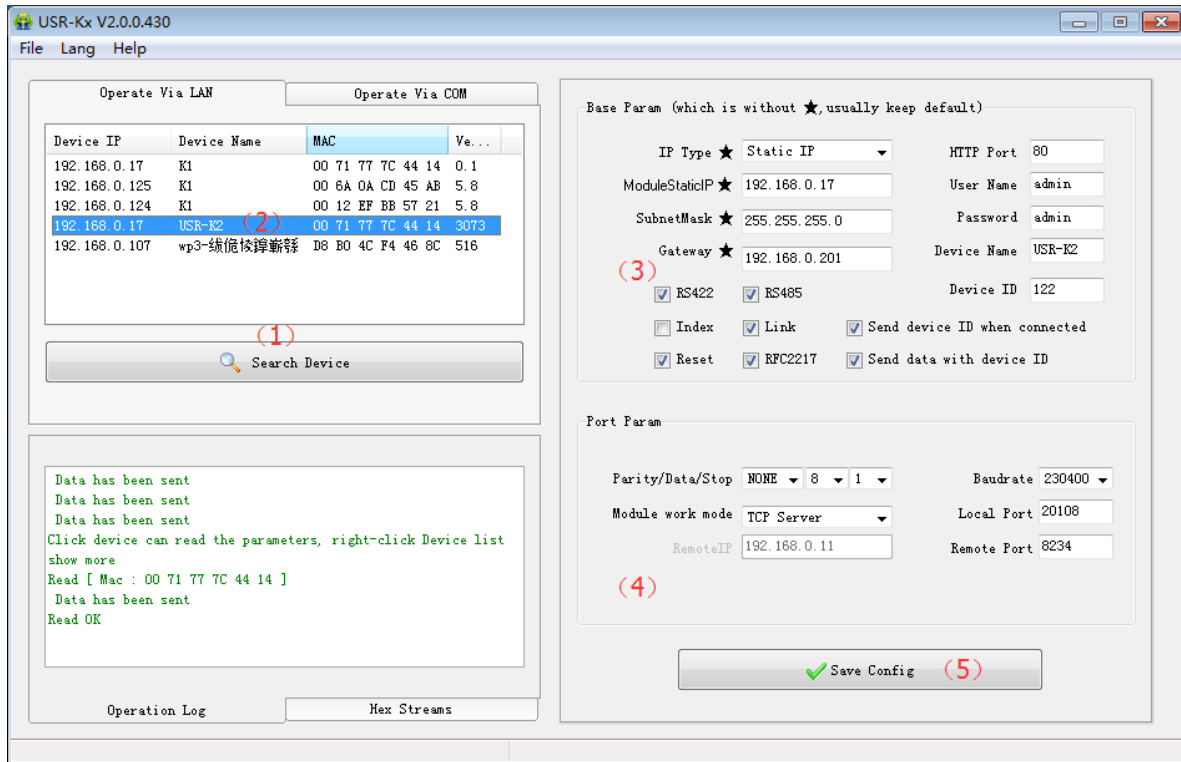 USR-Kx V2.0.0.430
File Lang Help
Operate Via LAN
Operate Via COM
Device IP Device Name MAC Ve...
192.168.0.17 K1 00 71 77 7C 44 14 0.1
192.168.0.125 K1 00 6A 0A CD 45 AB 5.8
192.168.0.124 K1 00 12 EF BB 57 21 5.8
192.168.0.17 USR-K2 (2) 00 71 77 7C 44 14 3073
192.168.0.107 wp3- D8 B0 4C F4 46 8C 516
(1)
Search Device
Data has been sent
Data has been sent
Data has been sent
Click device can read the parameters, right-click Device list
show more
Read [ Mac : 00 71 77 7C 44 14 ]
Data has been sent
Read OK
Operation Log
Hex Streams
Base Param (which is without ★,usually keep default)
IP Type ★ Static IP HTTP Port 80
ModuleStaticIP ★ 192.168.0.17 User Name admin
SubnetMask ★ 255.255.255.0 Password admin
Gateway ★ 192.168.0.201 Device Name USR-K2
(3)
RS422 RS485 Device ID 122
Index Link Send device ID when connected
Reset RFC2217 Send data with device ID
Port Param
Parity/Data/Stop NONE 8 1 Baudrate 230400
Module work mode TCP Server Local Port 20108
RemoteIP 192.168.0.11 Remote Port 8234
(4)
Save Config (5)